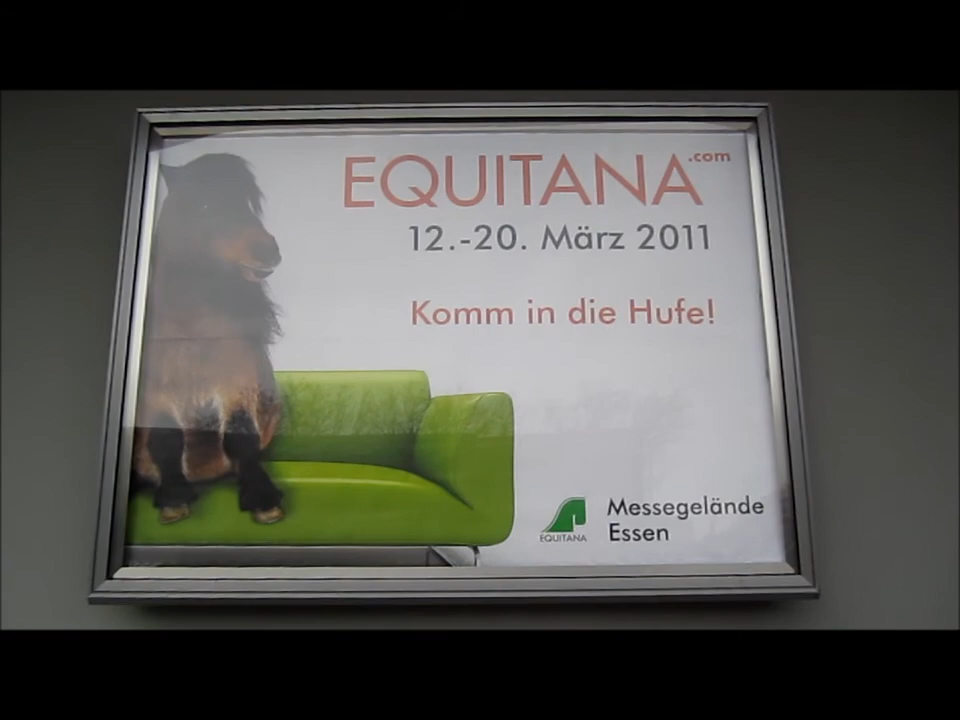 EQUITANA.com
12.-20. März 2011
Komm in die Hufe!
EQUITANA
Messegelände
Essen